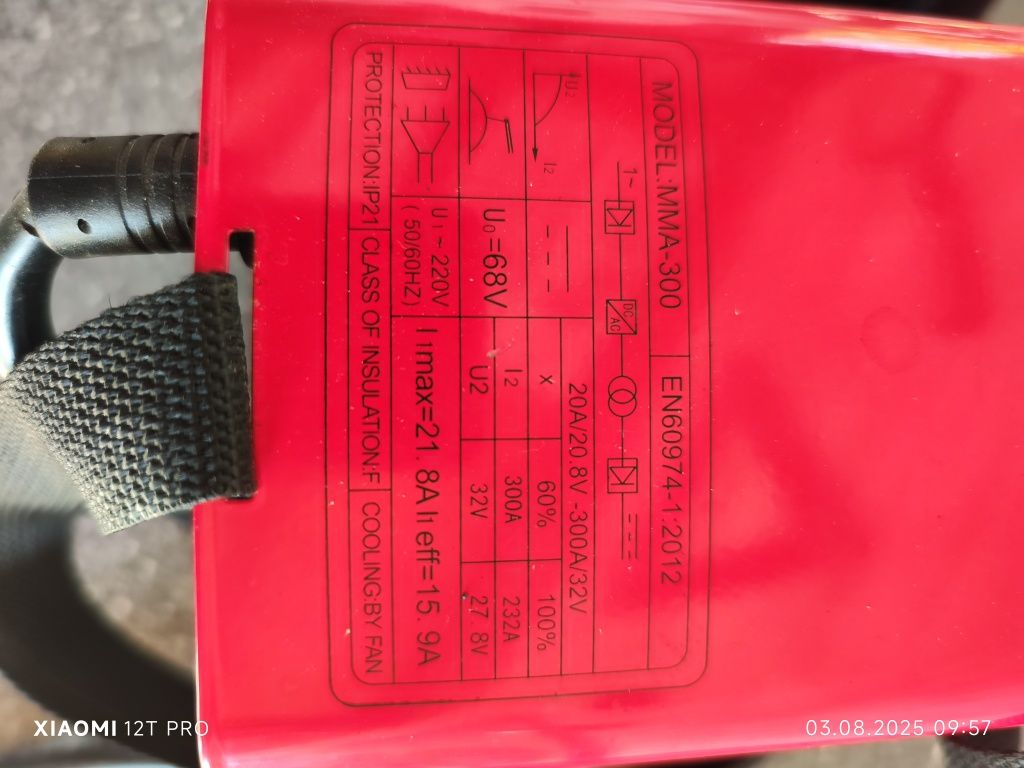 MODEL:MMA-300 EN60974-1:2012
1~ DC AC
20A/20.8V-300A/32V
U2 I2 X 60% 100%
I2 300A 232A
U0=68V U2 32V 27.8V
U1~220V (50/60HZ) I1max=21.8A I1eff=15.9A
PROTECTION:IP21 CLASS OF INSULATION:F COOLING:BY FAN
XIAOMI 12T PRO
03.08.2025 09:57